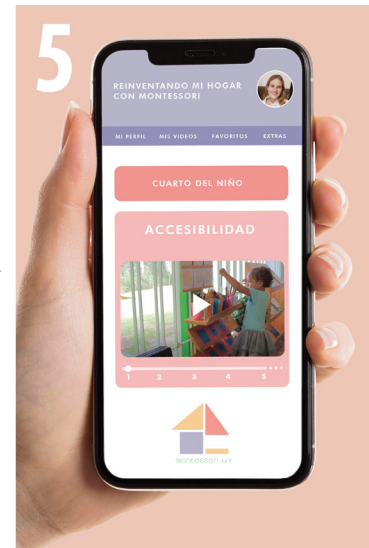 5
REINVENTANDO MI HOGAR
CON MONTESSORI
MI PERFIL MIS VIDEOS FAVORITOS EXTRAS
CUARTO DEL NIÑO
ACCESIBILIDAD
1 2 3 4 5
montessori